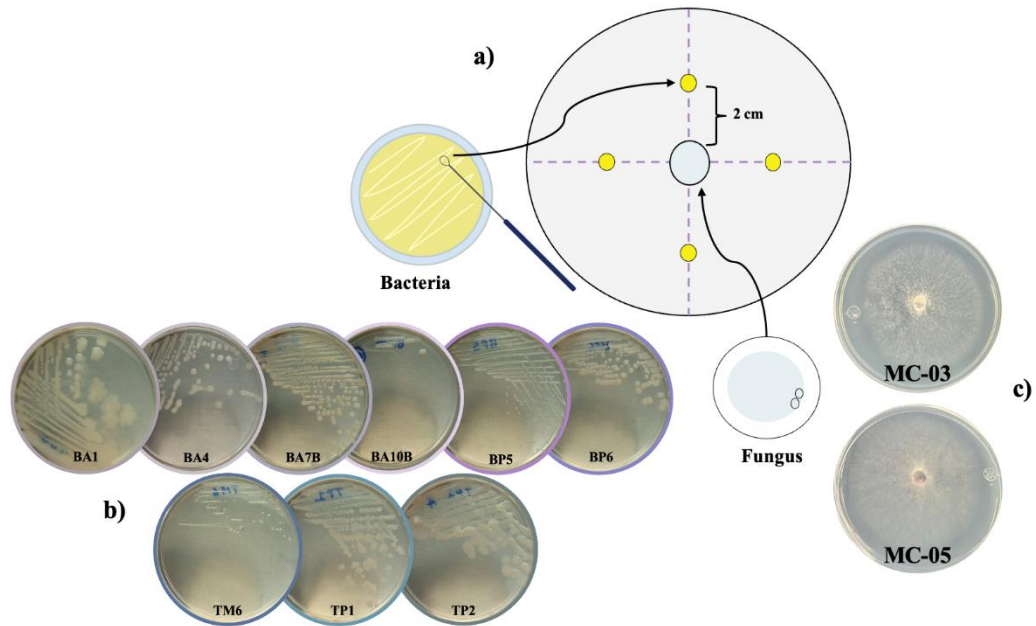 a)
2 cm
Bacteria
MC-03
c)
BA1
BA4
BA7B
BA10B
BP5
BP6
Fungus
b)
MC-05
TM6
TP1
TP2